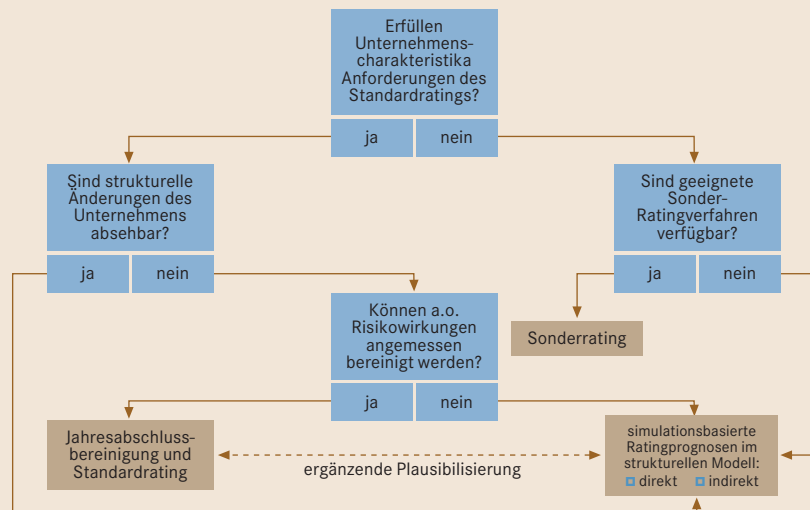 Erfüllen
Unternehmens-
charakteristika
Anforderungen des
Standardratings?
ja
nein
Sind strukturelle
Änderungen des
Unternehmens
absehbar?
ja
nein
Sind geeignete
Sonder-
Ratingverfahren
verfügbar?
ja
nein
Können a.o.
Risikowirkungen
angemessen
bereinigt werden?
ja
nein
Sonderrating
Jahresabschluss-
bereinigung und
Standardrating
ergänzende Plausibilisierung
simulationsbasierte
Ratingprognosen im
strukturellen Modell:
direkt indirekt